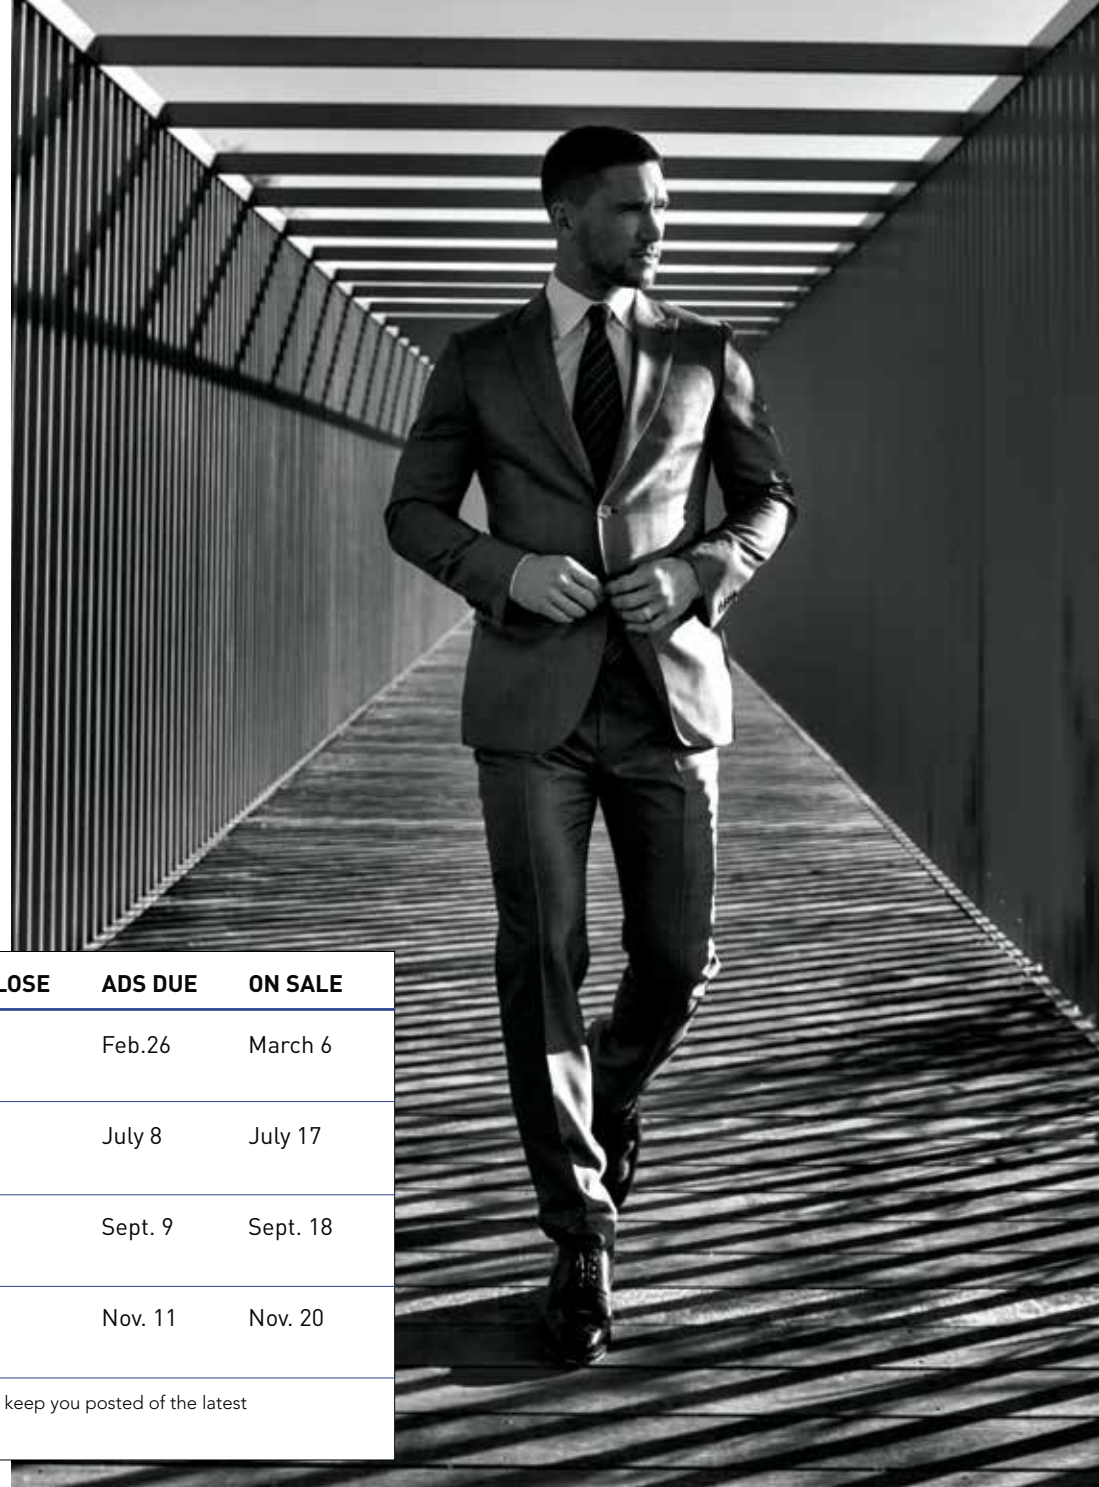 LOSE ADS DUE ON SALE
Feb.26 March 6
July 8 July 17
Sept. 9 Sept. 18
Nov. 11 Nov. 20
keep you posted of the latest